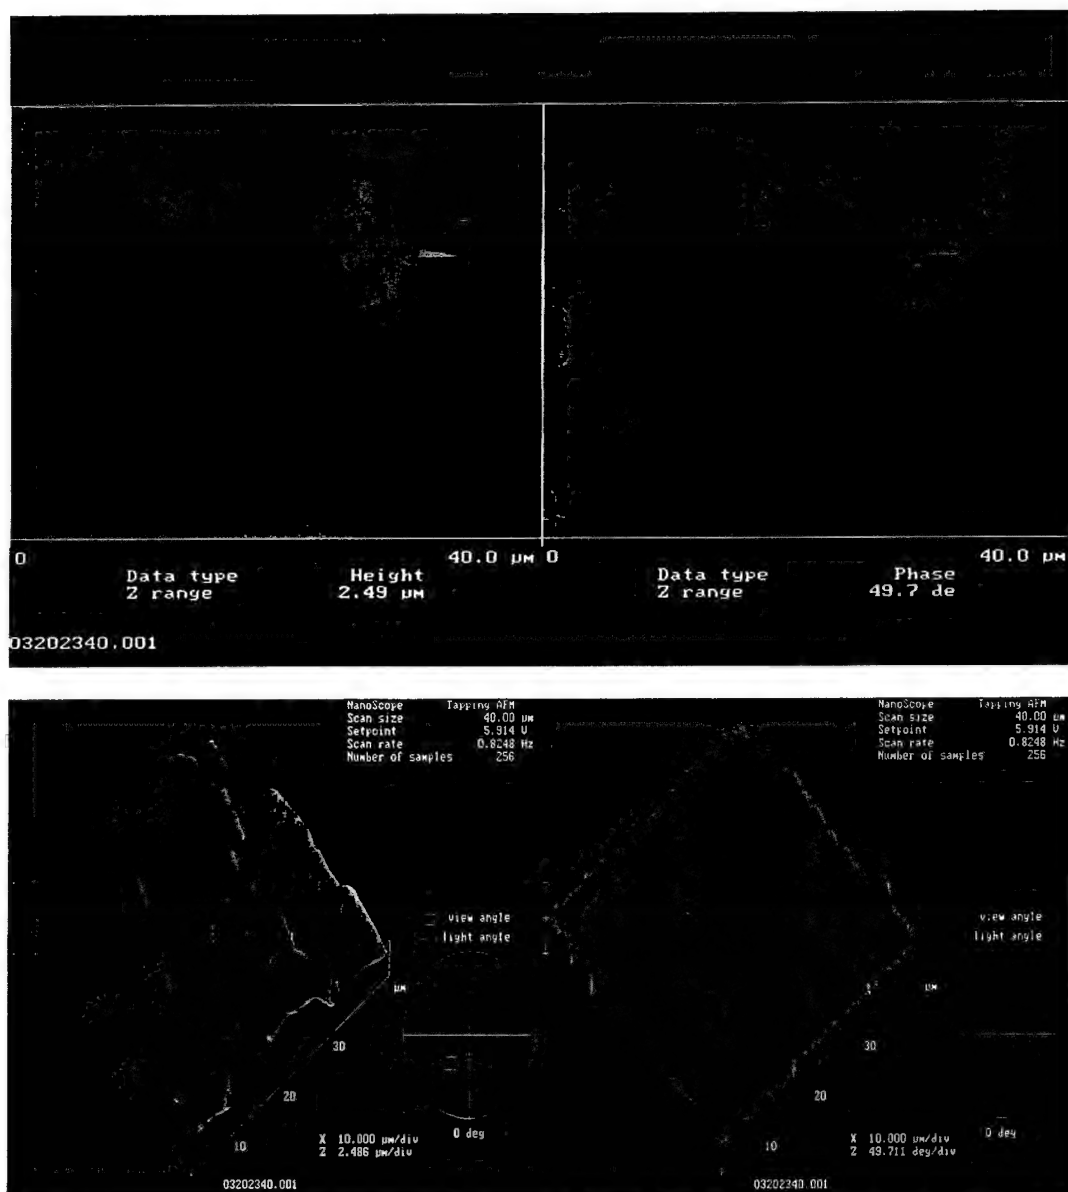 0 40.0 µm 0 40.0 µm
Data type Height Data type Phase
Z range 2.49 µm Z range 49.7 de
03202340.001
NanoScope Tapping AFM NanoScope Tapping AFM
Scan size 40.00 µm Scan size 40.00 µm
Setpoint 5.914 V Setpoint 5.914 V
Scan rate 0.8248 Hz Scan rate 0.8248 Hz
Number of samples 256 Number of samples 256
view angle view angle
light angle light angle
µm µm
30 30
20 20
0 deg 0 deg
10 X 10.000 µm/div 10 X 10.000 µm/div
Z 2.486 µm/div Z 49.711 deg/div
03202340.001 03202340.001